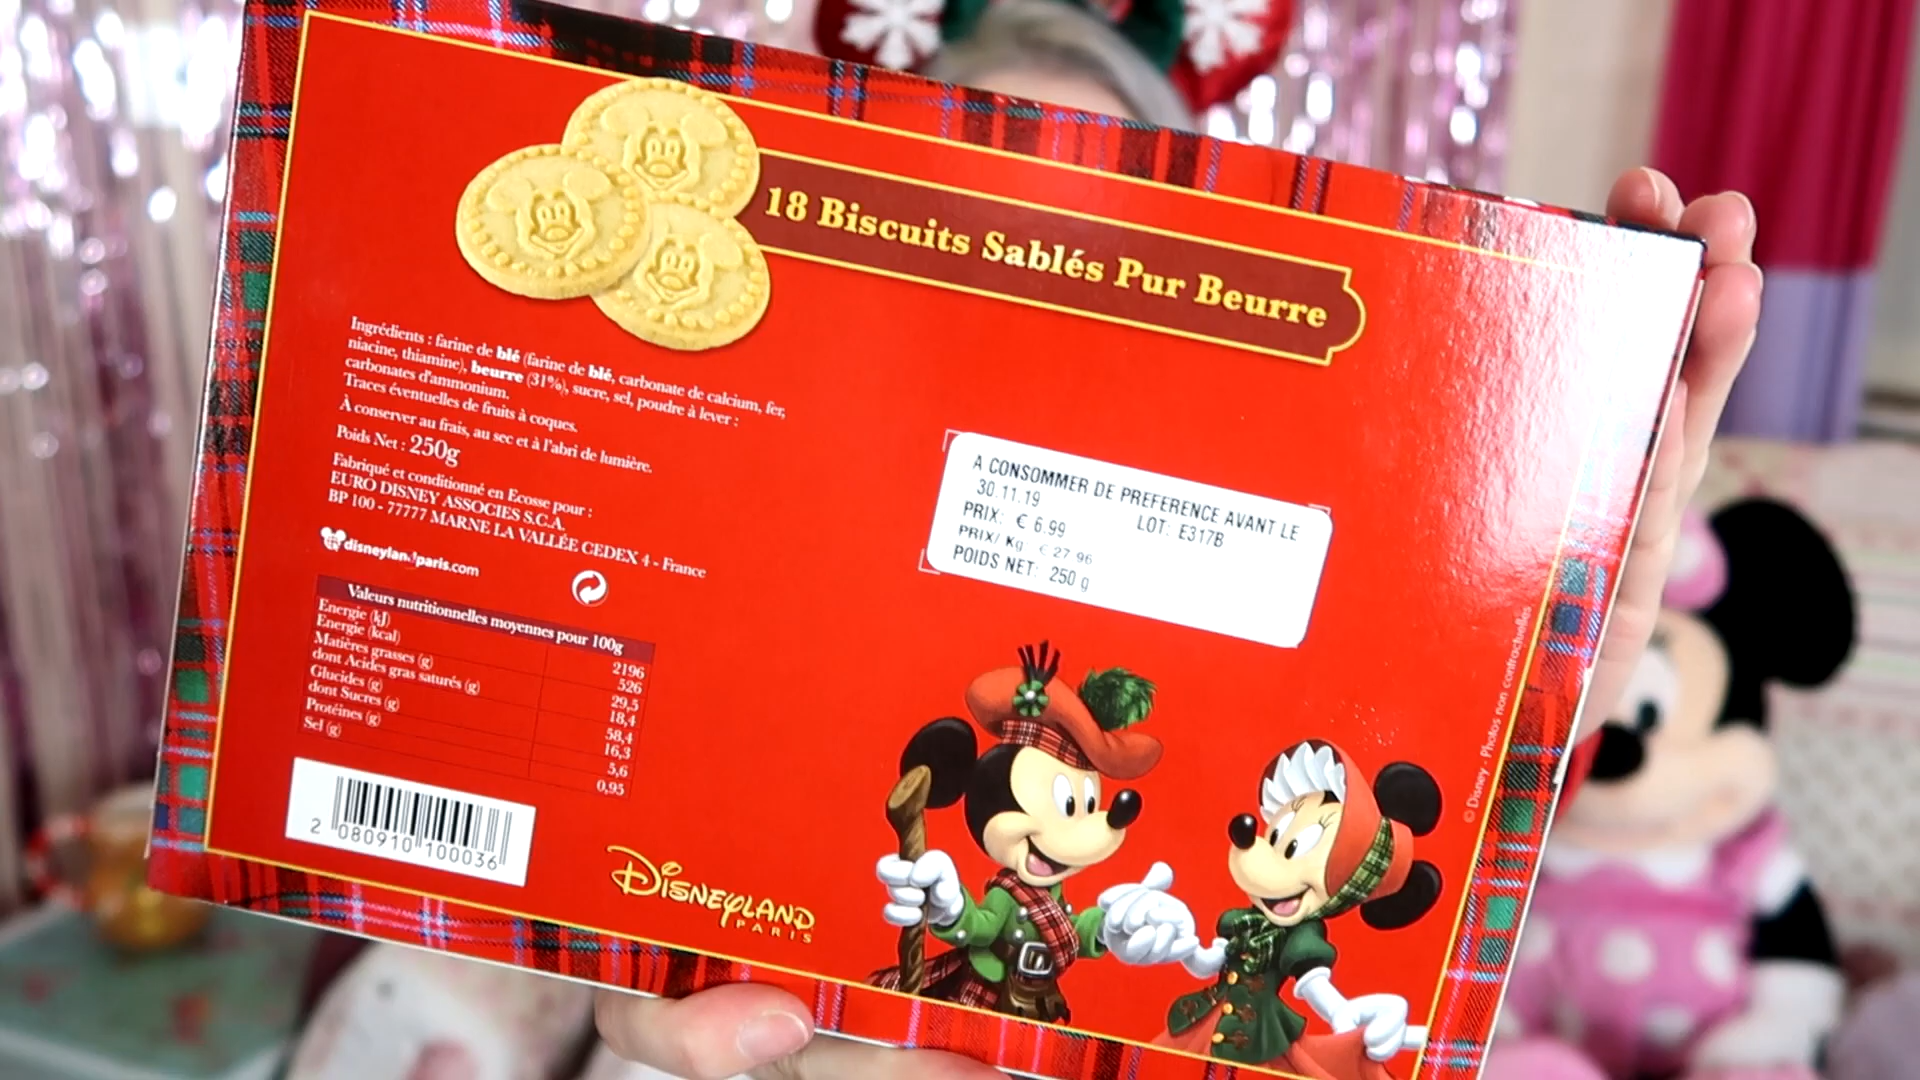 18 Biscuits Sablés Pur Beurre
Ingrédients : farine de blé (farine de blé, carbonate de calcium, fer,
niacine, thiamine), beurre (31%), sucre, sel, poudre à lever :
carbonates d'ammonium.
Traces éventuelles de fruits à coques.
À conserver au frais, au sec et à l'abri de lumière.
Poids Net : 250g
Fabriqué et conditionné en Ecosse pour :
EURO DISNEY ASSOCIES S.C.A.
BP 100 - 77777 MARNE LA VALLÉE CEDEX 4 - France
disneylandparis.com
Valeurs nutritionnelles moyennes pour 100g
Energie (kJ) 2196
Energie (kcal) 526
Matières grasses (g) 29,5
dont Acides gras saturés (g) 18,4
Glucides (g) 58,4
dont Sucres (g) 16,3
Protéines (g) 5,6
Sel (g) 0,95
2 080910 100036
DISNEYLAND
PARIS
A CONSOMMER DE PREFERENCE AVANT LE
30.11.19 LOT: E317B
PRIX: € 6.99
PRIX/ Kg € 27.96
POIDS NET: 250 g
© Disney - Photos non contractuelles